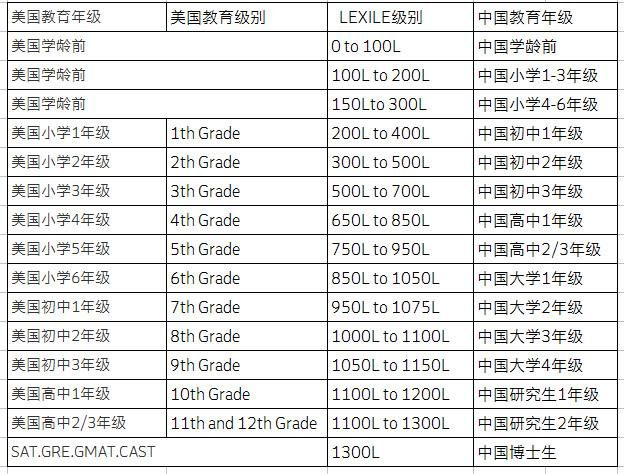 美国教育年级 美国教育级别 LEXILE级别 中国教育年级
美国学龄前 0 to 100L 中国学龄前
美国学龄前 100L to 200L 中国小学1-3年级
美国学龄前 150Lto 300L 中国小学4-6年级
美国小学1年级 1th Grade 200L to 400L 中国初中1年级
美国小学2年级 2th Grade 300L to 500L 中国初中2年级
美国小学3年级 3th Grade 500L to 700L 中国初中3年级
美国小学4年级 4th Grade 650L to 850L 中国高中1年级
美国小学5年级 5th Grade 750L to 950L 中国高中2/3年级
美国小学6年级 6th Grade 850L to 1050L 中国大学1年级
美国初中1年级 7th Grade 950L to 1075L 中国大学2年级
美国初中2年级 8th Grade 1000L to 1100L 中国大学3年级
美国初中3年级 9th Grade 1050L to 1150L 中国大学4年级
美国高中1年级 10th Grade 1100L to 1200L 中国研究生1年级
美国高中2/3年级 11th and 12th Grade 1100L to 1300L 中国研究生2年级
SAT.GRE.GMAT.CAST 1300L 中国博士生